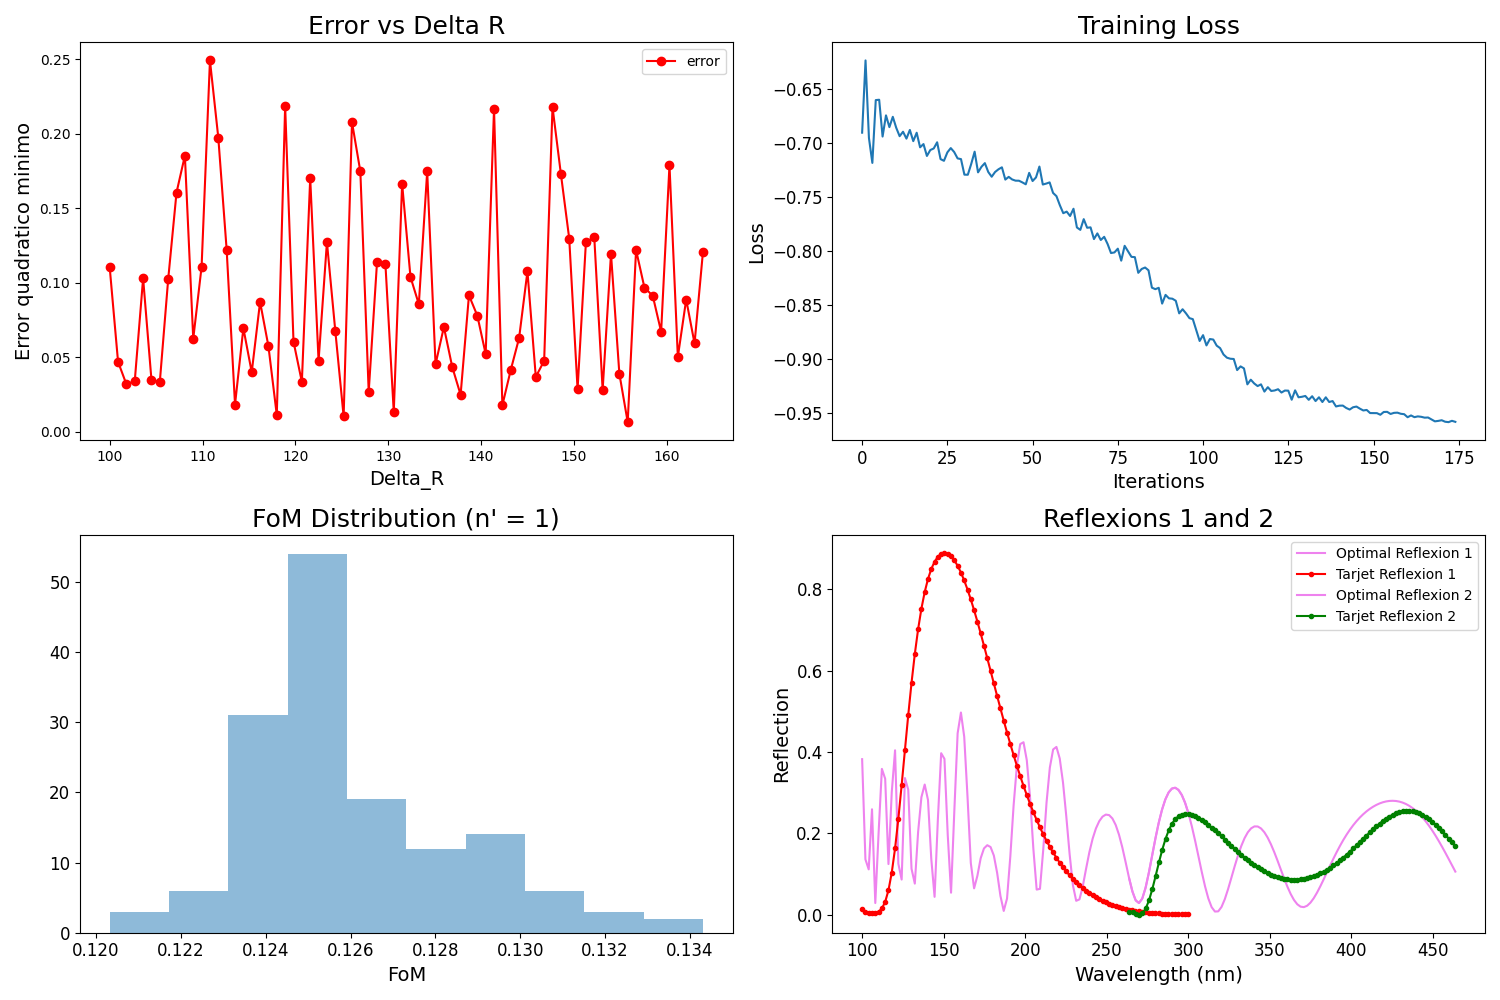 Error vs Delta R
error
Error quadratico minimo
0.25
0.20
0.15
0.10
0.05
0.00
100 110 120 130 140 150 160
Delta_R
Training Loss
Loss
−0.65
−0.70
−0.75
−0.80
−0.85
−0.90
−0.95
0 25 50 75 100 125 150 175
Iterations
FoM Distribution (n' = 1)
50
40
30
20
10
0
0.120 0.122 0.124 0.126 0.128 0.130 0.132 0.134
FoM
Reflexions 1 and 2
Optimal Reflexion 1
Tarjet Reflexion 1
Optimal Reflexion 2
Tarjet Reflexion 2
Reflection
0.8
0.6
0.4
0.2
0.0
100 150 200 250 300 350 400 450
Wavelength (nm)